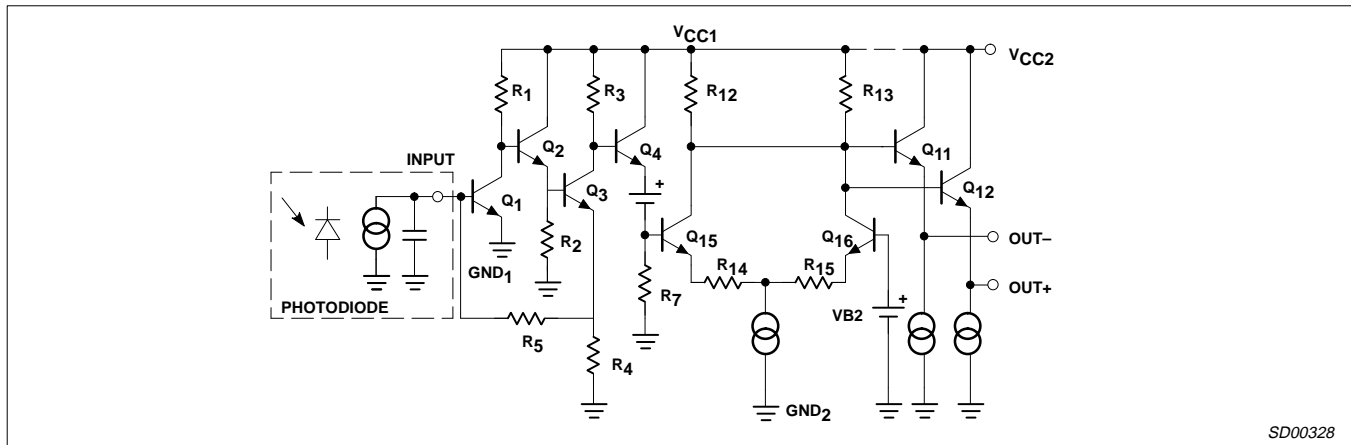 VCC1
VCC2
R1
R3
R12
R13
INPUT
Q2
Q4
Q11
Q1
Q3
+
Q12
R2
Q15
Q16
GND1
R14
R15
+
OUT–
PHOTODIODE
R7
VB2
OUT+
R5
R4
GND2
SD00328